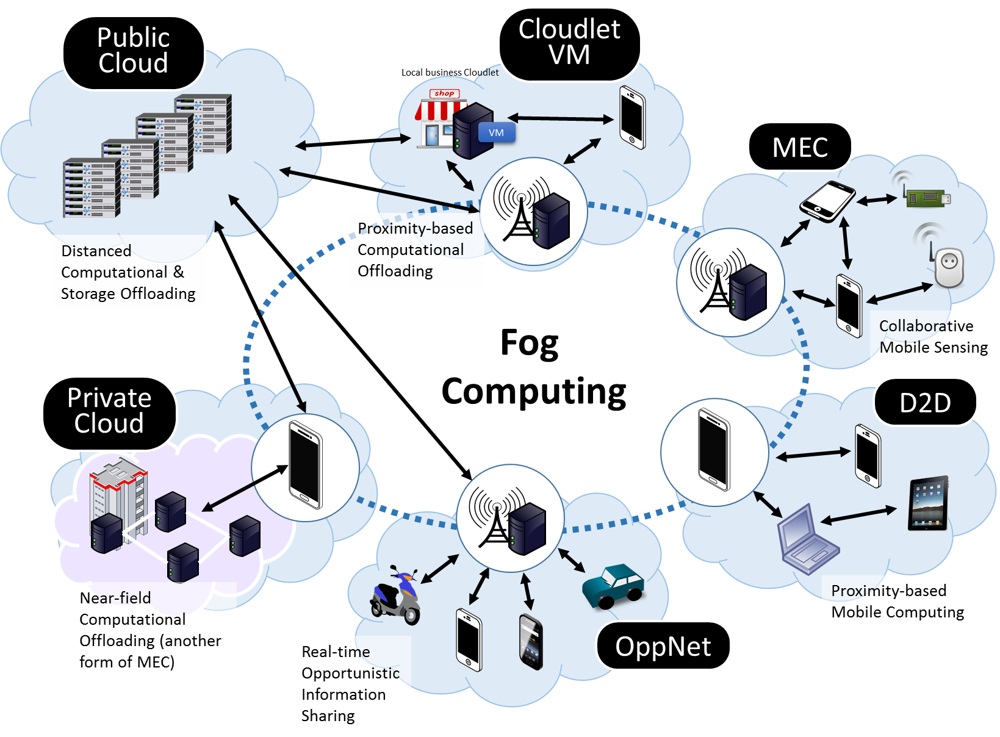 Public
Cloud
Distanced
Computational &
Storage Offloading
Cloudlet
VM
Local business Cloudlet
shop
VM
Proximity-based
Computational
Offloading
MEC
Collaborative
Mobile Sensing
Fog
Computing
Private
Cloud
Near-field
Computational
Offloading (another
form of MEC)
D2D
Proximity-based
Mobile Computing
OppNet
Real-time
Opportunistic
Information
Sharing